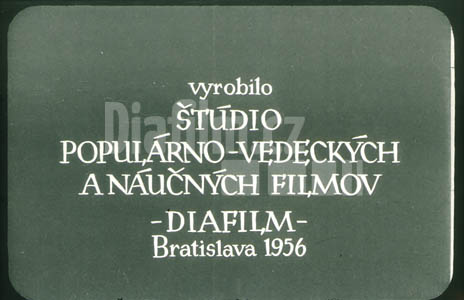 vyrobilo
ŠTÚDIO
POPULÁRNO-VEDECKÝCH
A NÁUČNÝCH FILMOV
-DIAFILM-
Bratislava 1956